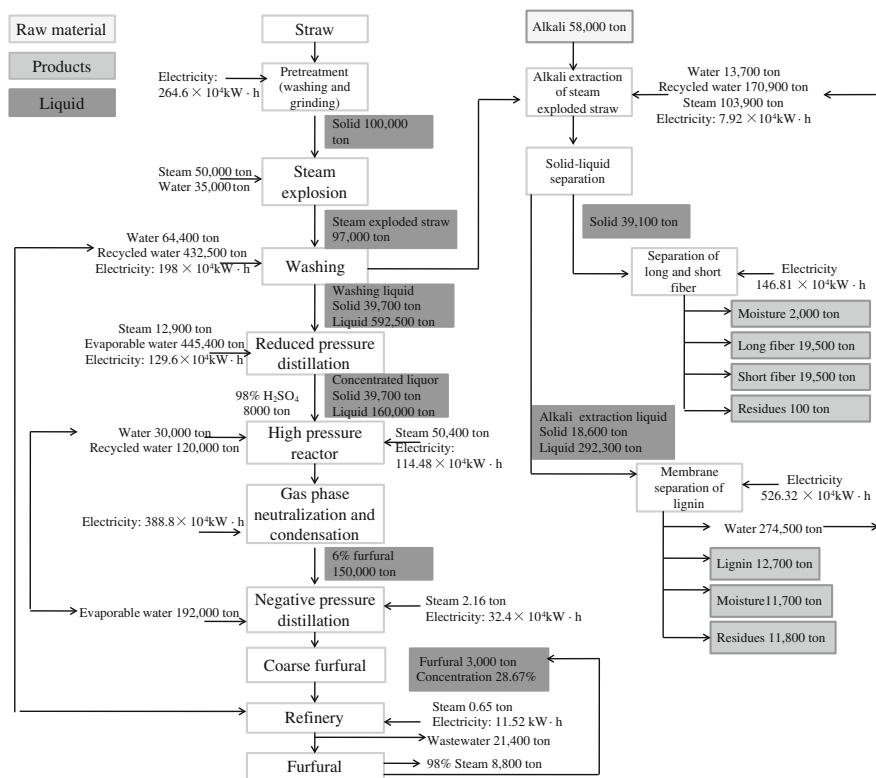 Raw material
Products
Liquid
Straw
Electricity:
264.6 × 10⁴kW · h
Pretreatment
(washing and
grinding)
Solid 100,000
ton
Steam 50,000 ton
Water 35,000 ton
Steam
explosion
Steam exploded straw
97,000 ton
Water 64,400 ton
Recycled water 432,500 ton
Electricity: 198 × 10⁴kW · h
Washing
Washing liquid
Solid 39,700 ton
Liquid 592,500 ton
Steam 12,900 ton
Evaporable water 445,400 ton
Electricity: 129.6 × 10⁴kW · h
Reduced pressure
distillation
Concentrated liquor
Solid 39,700 ton
Liquid 160,000 ton
98% H₂SO₄
8000 ton
Water 30,000 ton
Recycled water 120,000 ton
High pressure
reactor
Steam 50,400 ton
Electricity:
114.48 × 10⁴kW · h
Electricity: 388.8 × 10⁴kW · h
Gas phase
neutralization and
condensation
6% furfural
150,000 ton
Evaporable water 192,000 ton
Negative pressure
distillation
Steam 2.16 ton
Electricity: 32.4 × 10⁴kW · h
Coarse furfural
Furfural 3,000 ton
Concentration 28.67%
Refinery
Steam 0.65 ton
Electricity: 11.52 kW · h
Wastewater 21,400 ton
Furfural
98% Steam 8,800 ton
Alkali 58,000 ton
Alkali extraction
of steam
exploded straw
Water 13,700 ton
Recycled water 170,900 ton
Steam 103,900 ton
Electricity: 7.92 × 10⁴kW · h
Solid-liquid
separation
Solid 39,100 ton
Separation of
long and short
fiber
Electricity
146.81 × 10⁴kW · h
Moisture 2,000 ton
Long fiber 19,500 ton
Short fiber 19,500 ton
Residues 100 ton
Alkali extraction liquid
Solid 18,600 ton
Liquid 292,300 ton
Membrane
separation of
lignin
Electricity
526.32 × 10⁴kW · h
Water 274,500 ton
Lignin 12,700 ton
Moisture11,700 ton
Residues 11,800 ton